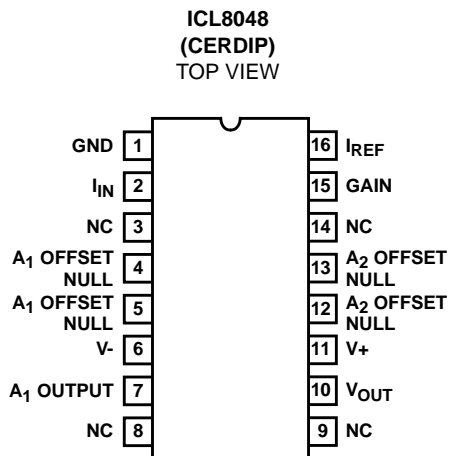 ICL8048
(CERDIP)
TOP VIEW
GND 1
16 IREF
IIN 2
15 GAIN
NC 3
14 NC
A1 OFFSET
NULL 4
13 A2 OFFSET
NULL
A1 OFFSET
NULL 5
12 A2 OFFSET
NULL
V- 6
11 V+
A1 OUTPUT 7
10 VOUT
NC 8
9 NC